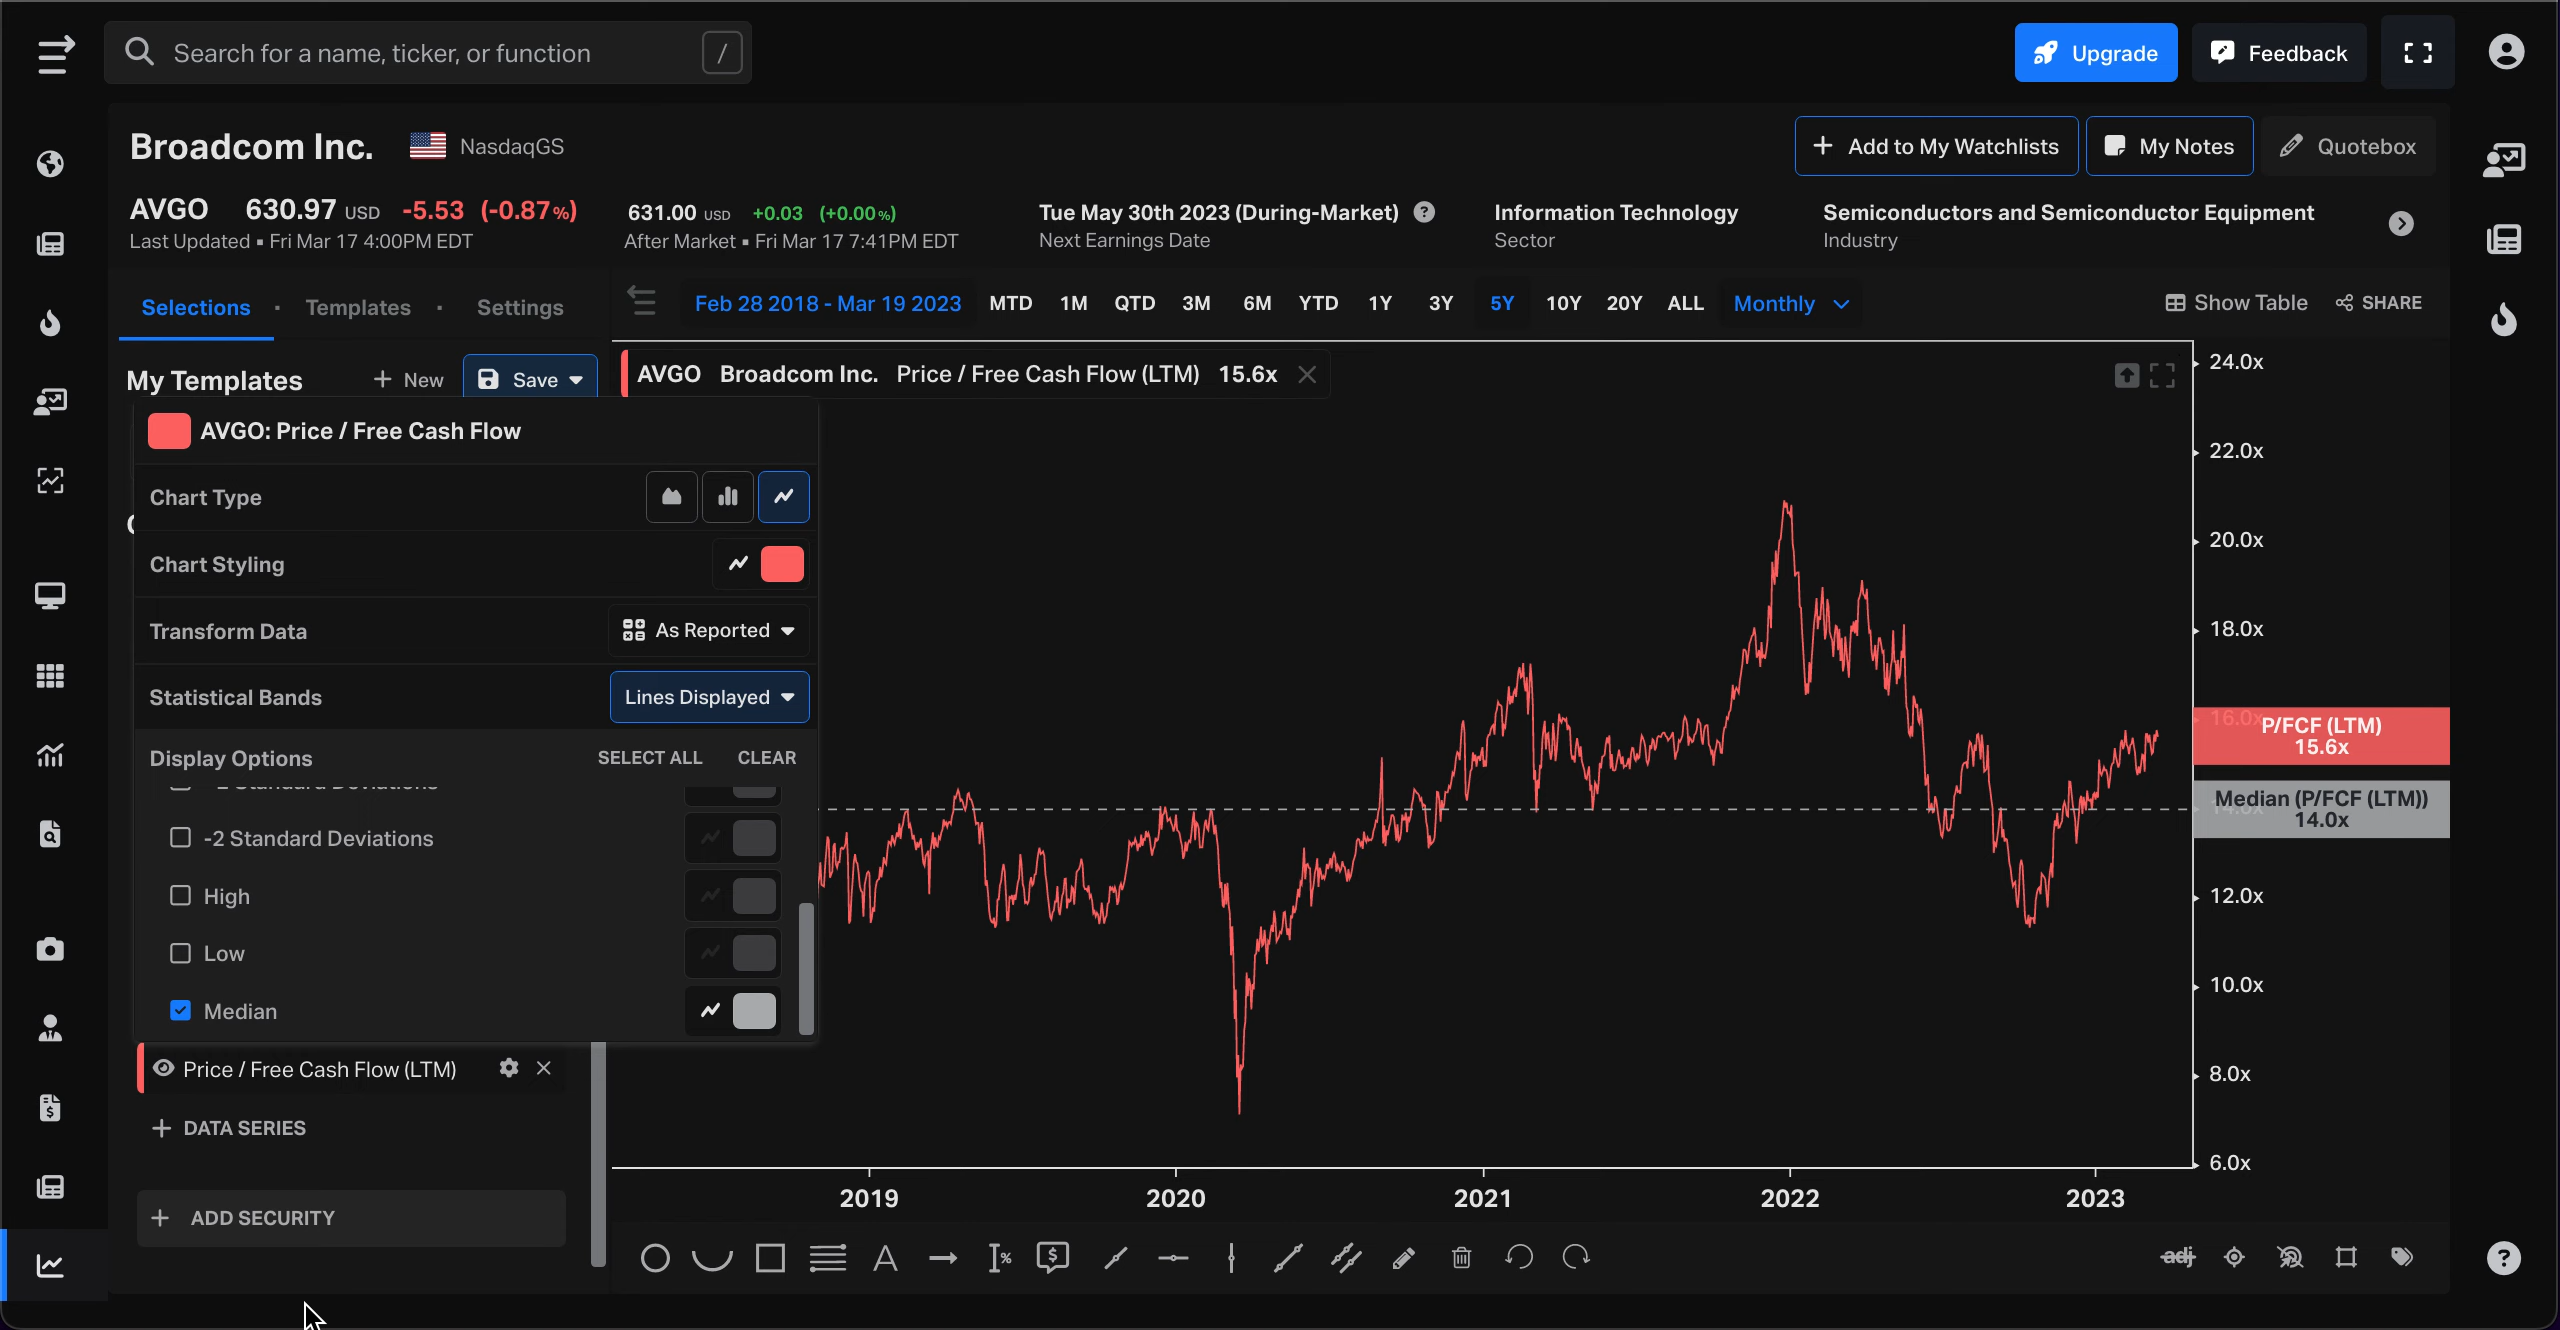 Search for a name, ticker, or function /
Upgrade
Feedback
Broadcom Inc. NasdaqGS
+ Add to My Watchlists
My Notes
Quotebox
AVGO 630.97 USD -5.53 (-0.87%)
Last Updated ▪ Fri Mar 17 4:00PM EDT
631.00 USD +0.03 (+0.00%)
After Market ▪ Fri Mar 17 7:41PM EDT
Tue May 30th 2023 (During-Market) ?
Next Earnings Date
Information Technology
Sector
Semiconductors and Semiconductor Equipment
Industry
Selections · Templates · Settings
Feb 28 2018 - Mar 19 2023 MTD 1M QTD 3M 6M YTD 1Y 3Y 5Y 10Y 20Y ALL Monthly
Show Table SHARE
My Templates + New Save
AVGO Broadcom Inc. Price / Free Cash Flow (LTM) 15.6x
AVGO: Price / Free Cash Flow
Chart Type
Chart Styling
Transform Data As Reported
Statistical Bands Lines Displayed
Display Options SELECT ALL CLEAR
-2 Standard Deviations
High
Low
Median
Price / Free Cash Flow (LTM)
+ DATA SERIES
+ ADD SECURITY
24.0x
22.0x
20.0x
18.0x
16.0x
P/FCF (LTM)
15.6x
Median (P/FCF (LTM))
14.0x
12.0x
10.0x
8.0x
6.0x
2019 2020 2021 2022 2023
A
%
$
adj
?